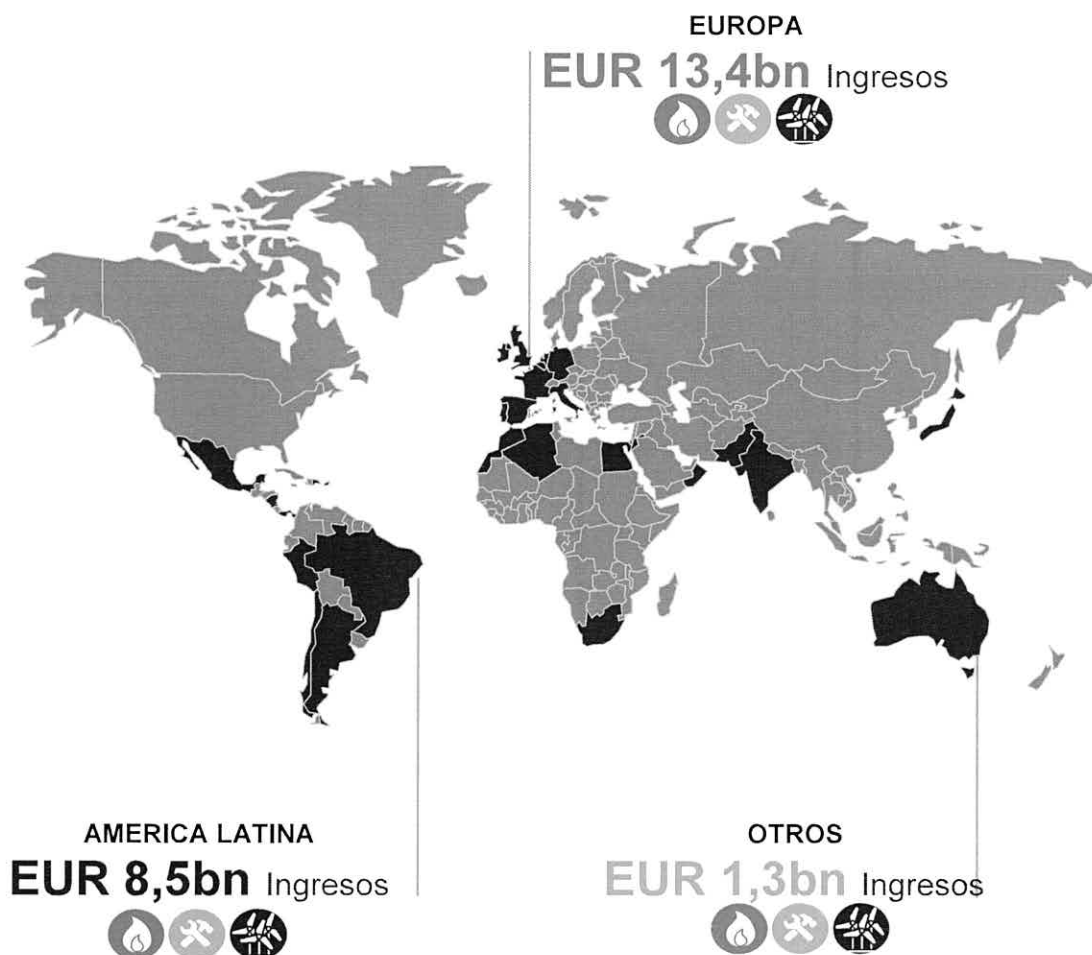 EUROPA
EUR 13,4bn Ingresos
AMERICA LATINA
EUR 8,5bn Ingresos
OTROS
EUR 1,3bn Ingresos